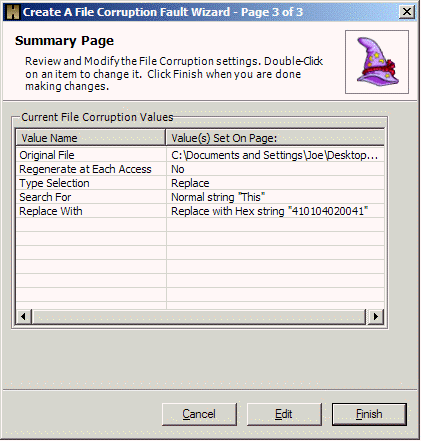 Create A File Corruption Fault Wizard - Page 3 of 3
Summary Page
Review and Modify the File Corruption settings. Double-Click
on an item to change it. Click Finish when you are done
making changes.
Current File Corruption Values
Value Name Value(s) Set On Page:
Original File C:\Documents and Settings\Joe\Desktop...
Regenerate at Each Access No
Type Selection Replace
Search For Normal string "This"
Replace With Replace with Hex string "410104020041"
Cancel Edit Finish